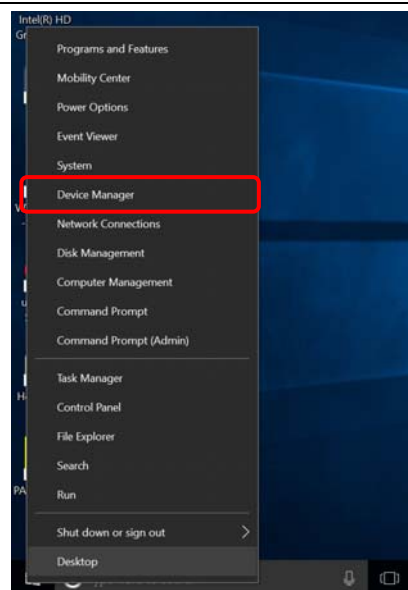 Intel(R) HD
Gr
Programs and Features
Mobility Center
Power Options
Event Viewer
System
Device Manager
Network Connections
Disk Management
Computer Management
Command Prompt
Command Prompt (Admin)
Task Manager
Control Panel
File Explorer
Search
Run
PA
Shut down or sign out
Desktop